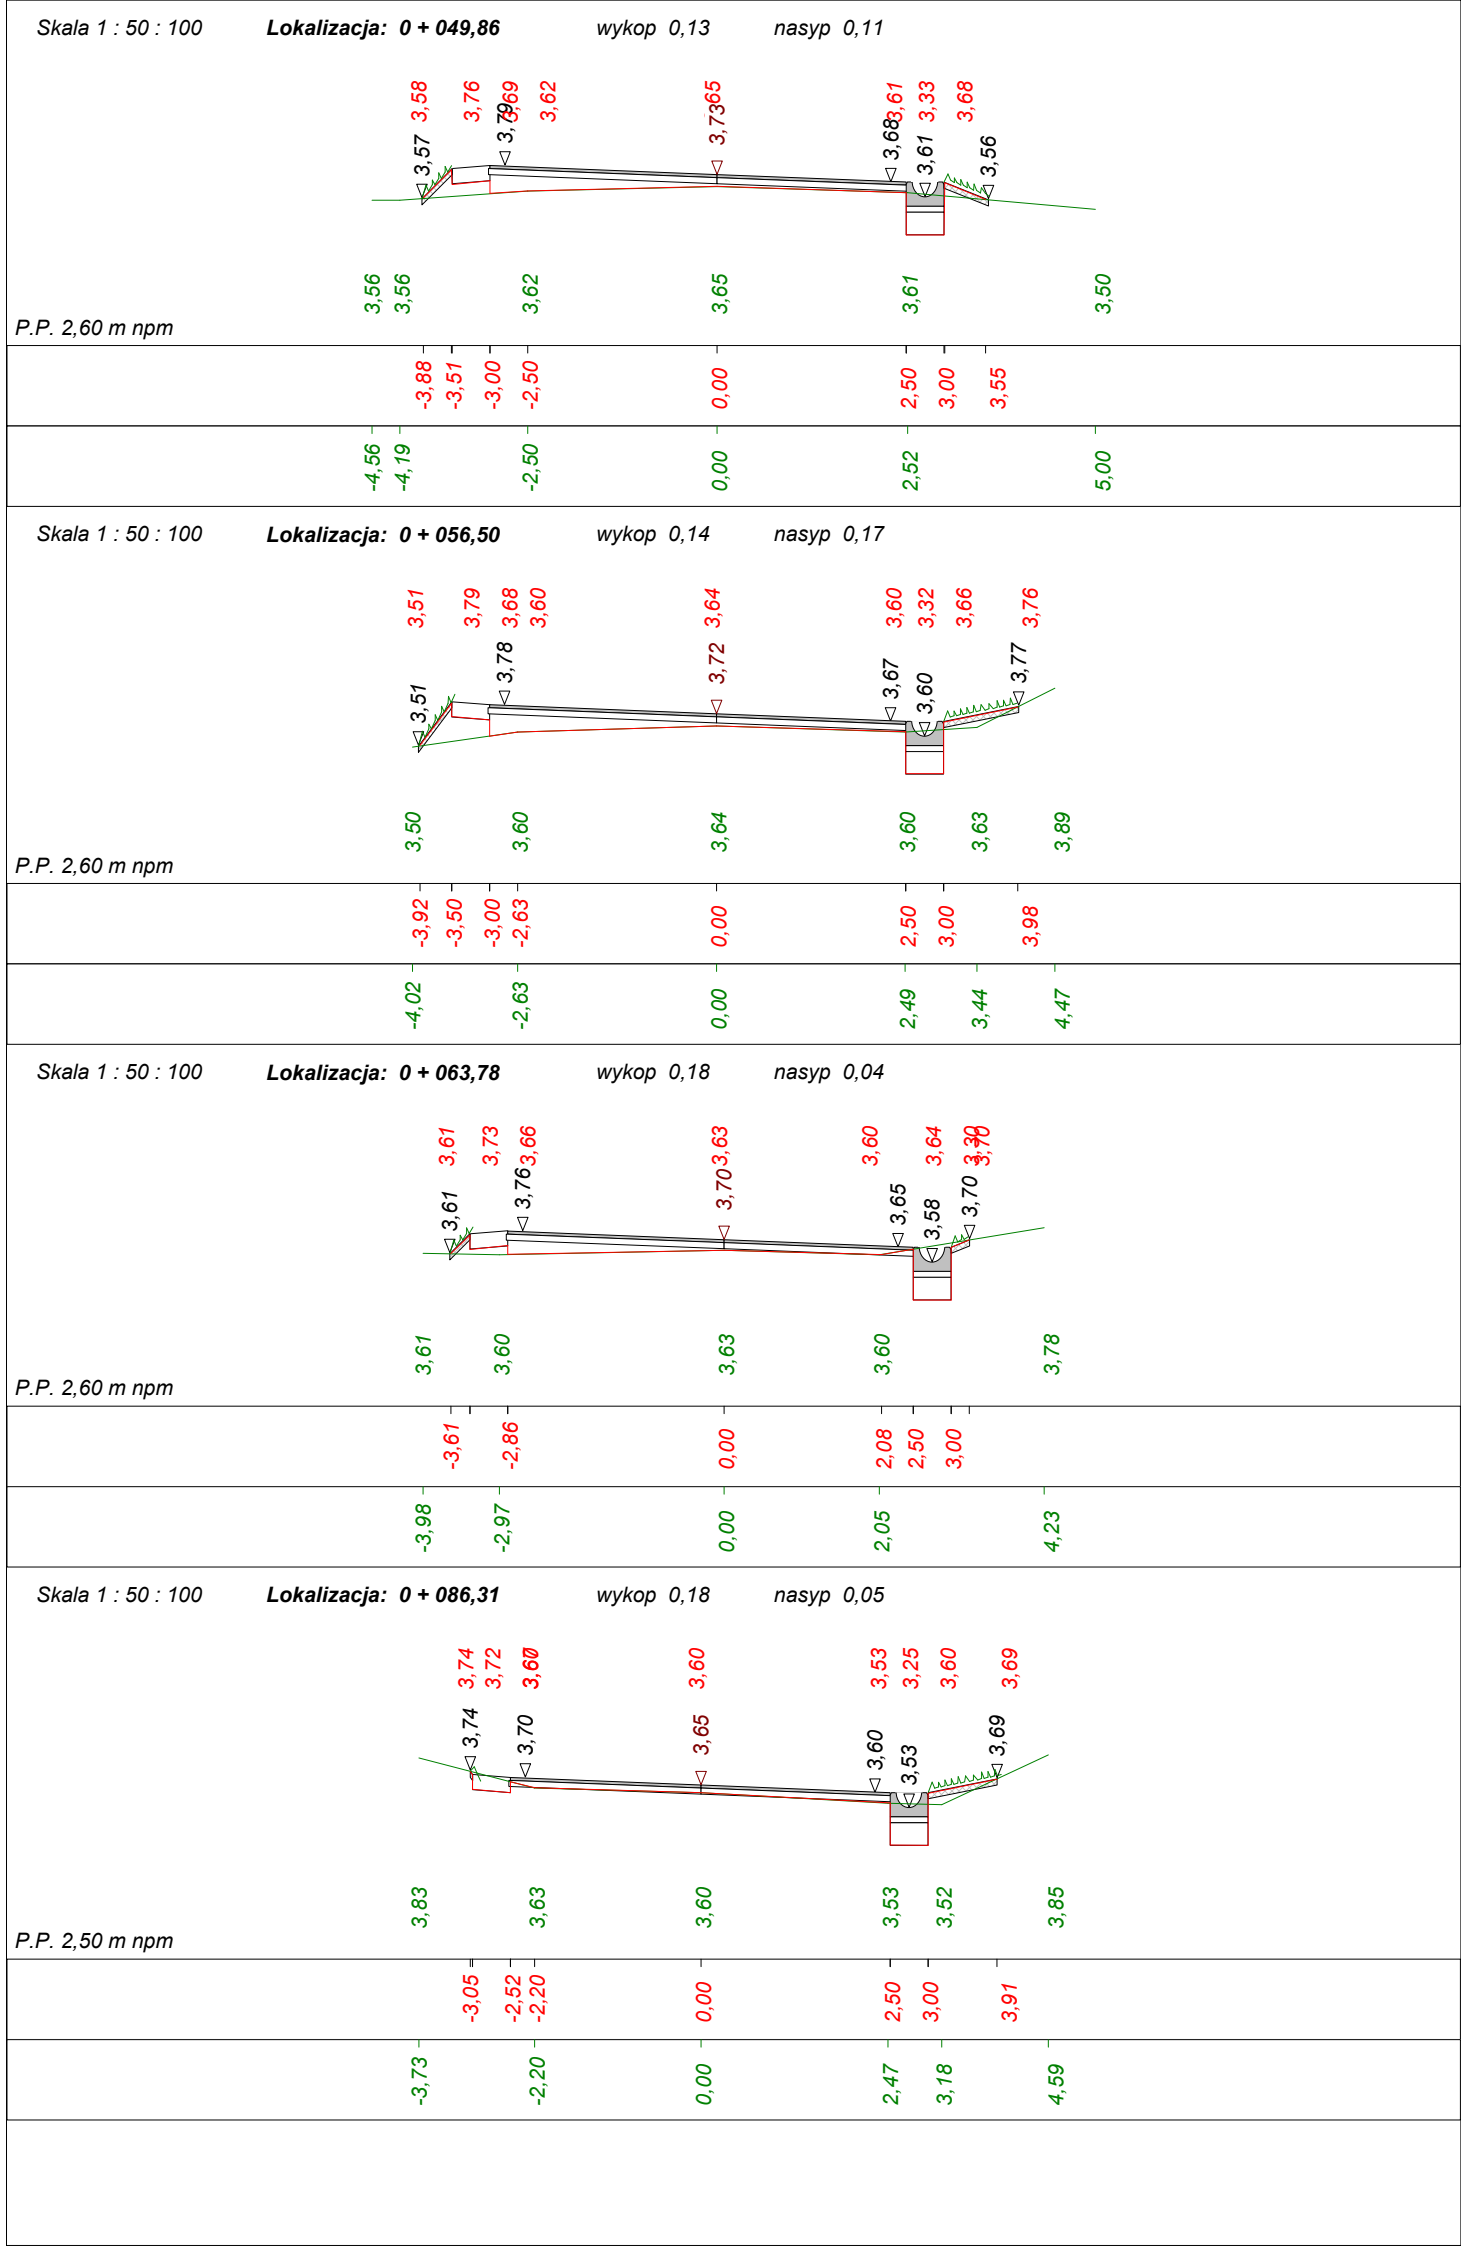 Skala 1 : 50 : 100 Lokalizacja: 0 + 049,86 wykop 0,13 nasyp 0,11
3,58 3,76 3,69 3,62 3,65 3,61 3,33 3,68
3,57 3,79 3,73 3,68 3,61 3,56
3,56 3,56 3,62 3,65 3,61 3,50
P.P. 2,60 m npm
-3,88 -3,51 -3,00 -2,50 0,00 2,50 3,00 3,55
-4,56 -4,19 -2,50 0,00 2,52 5,00
Skala 1 : 50 : 100 Lokalizacja: 0 + 056,50 wykop 0,14 nasyp 0,17
3,51 3,79 3,68 3,60 3,64 3,60 3,32 3,66 3,76
3,51 3,78 3,72 3,67 3,60 3,77
3,50 3,60 3,64 3,60 3,63 3,89
P.P. 2,60 m npm
-3,92 -3,50 -3,00 -2,63 0,00 2,50 3,00 3,98
-4,02 -2,63 0,00 2,49 3,44 4,47
Skala 1 : 50 : 100 Lokalizacja: 0 + 063,78 wykop 0,18 nasyp 0,04
3,61 3,73 3,66 3,63 3,60 3,64 3,30 3,70
3,61 3,76 3,70 3,65 3,58 3,70
3,61 3,60 3,63 3,60 3,78
P.P. 2,60 m npm
-3,61 -2,86 0,00 2,08 2,50 3,00
-3,98 -2,97 0,00 2,05 4,23
Skala 1 : 50 : 100 Lokalizacja: 0 + 086,31 wykop 0,18 nasyp 0,05
3,74 3,72 3,60 3,53 3,25 3,60 3,69
3,74 3,70 3,65 3,60 3,53 3,69
3,83 3,63 3,60 3,53 3,52 3,85
P.P. 2,50 m npm
-3,05 -2,52 -2,20 0,00 2,50 3,00 3,91
-3,73 -2,20 0,00 2,47 3,18 4,59